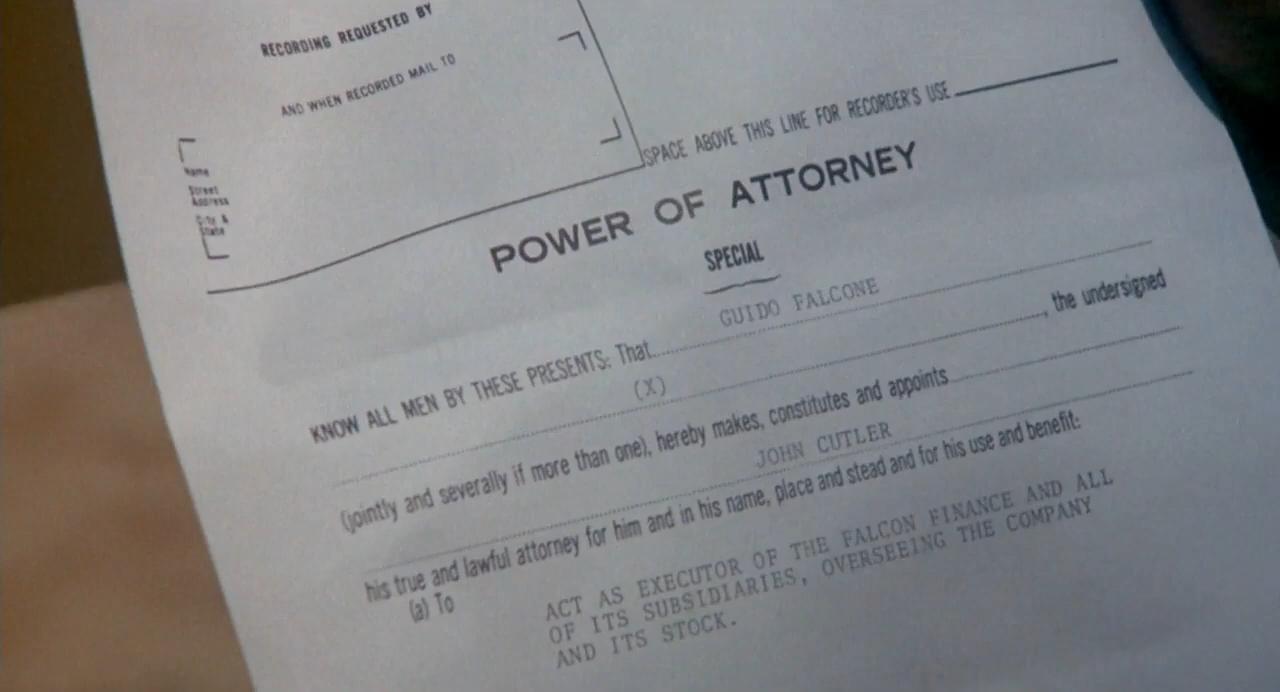 RECORDING REQUESTED BY
AND WHEN RECORDED MAIL TO
Name
Street
Address
City &
State
SPACE ABOVE THIS LINE FOR RECORDER'S USE
POWER OF ATTORNEY
SPECIAL
GUIDO FALCONE
KNOW ALL MEN BY THESE PRESENTS: That
(X) , the undersigned
(jointly and severally if more than one), hereby makes, constitutes and appoints
JOHN CUTLER
his true and lawful attorney for him and in his name, place and stead and for his use and benefit:
(a) To ACT AS EXECUTOR OF THE FALCON FINANCE AND ALL
OF ITS SUBSIDIARIES, OVERSEEING THE COMPANY
AND ITS STOCK.